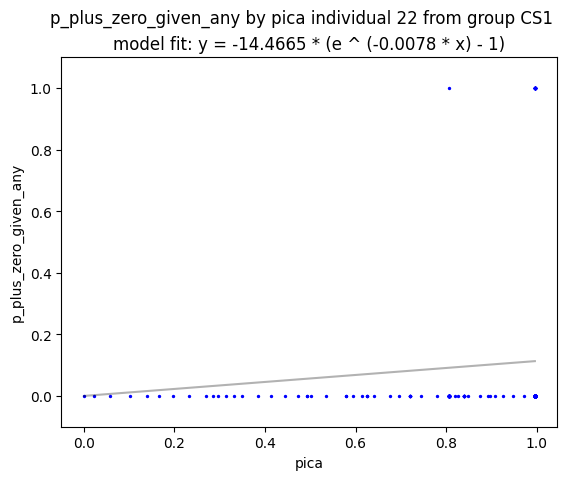 p_plus_zero_given_any by pica individual 22 from group CS1
model fit: y = -14.4665 * (e ^ (-0.0078 * x) - 1)
1.0
0.8
0.6
0.4
0.2
0.0
p_plus_zero_given_any
0.0 0.2 0.4 0.6 0.8 1.0
pica